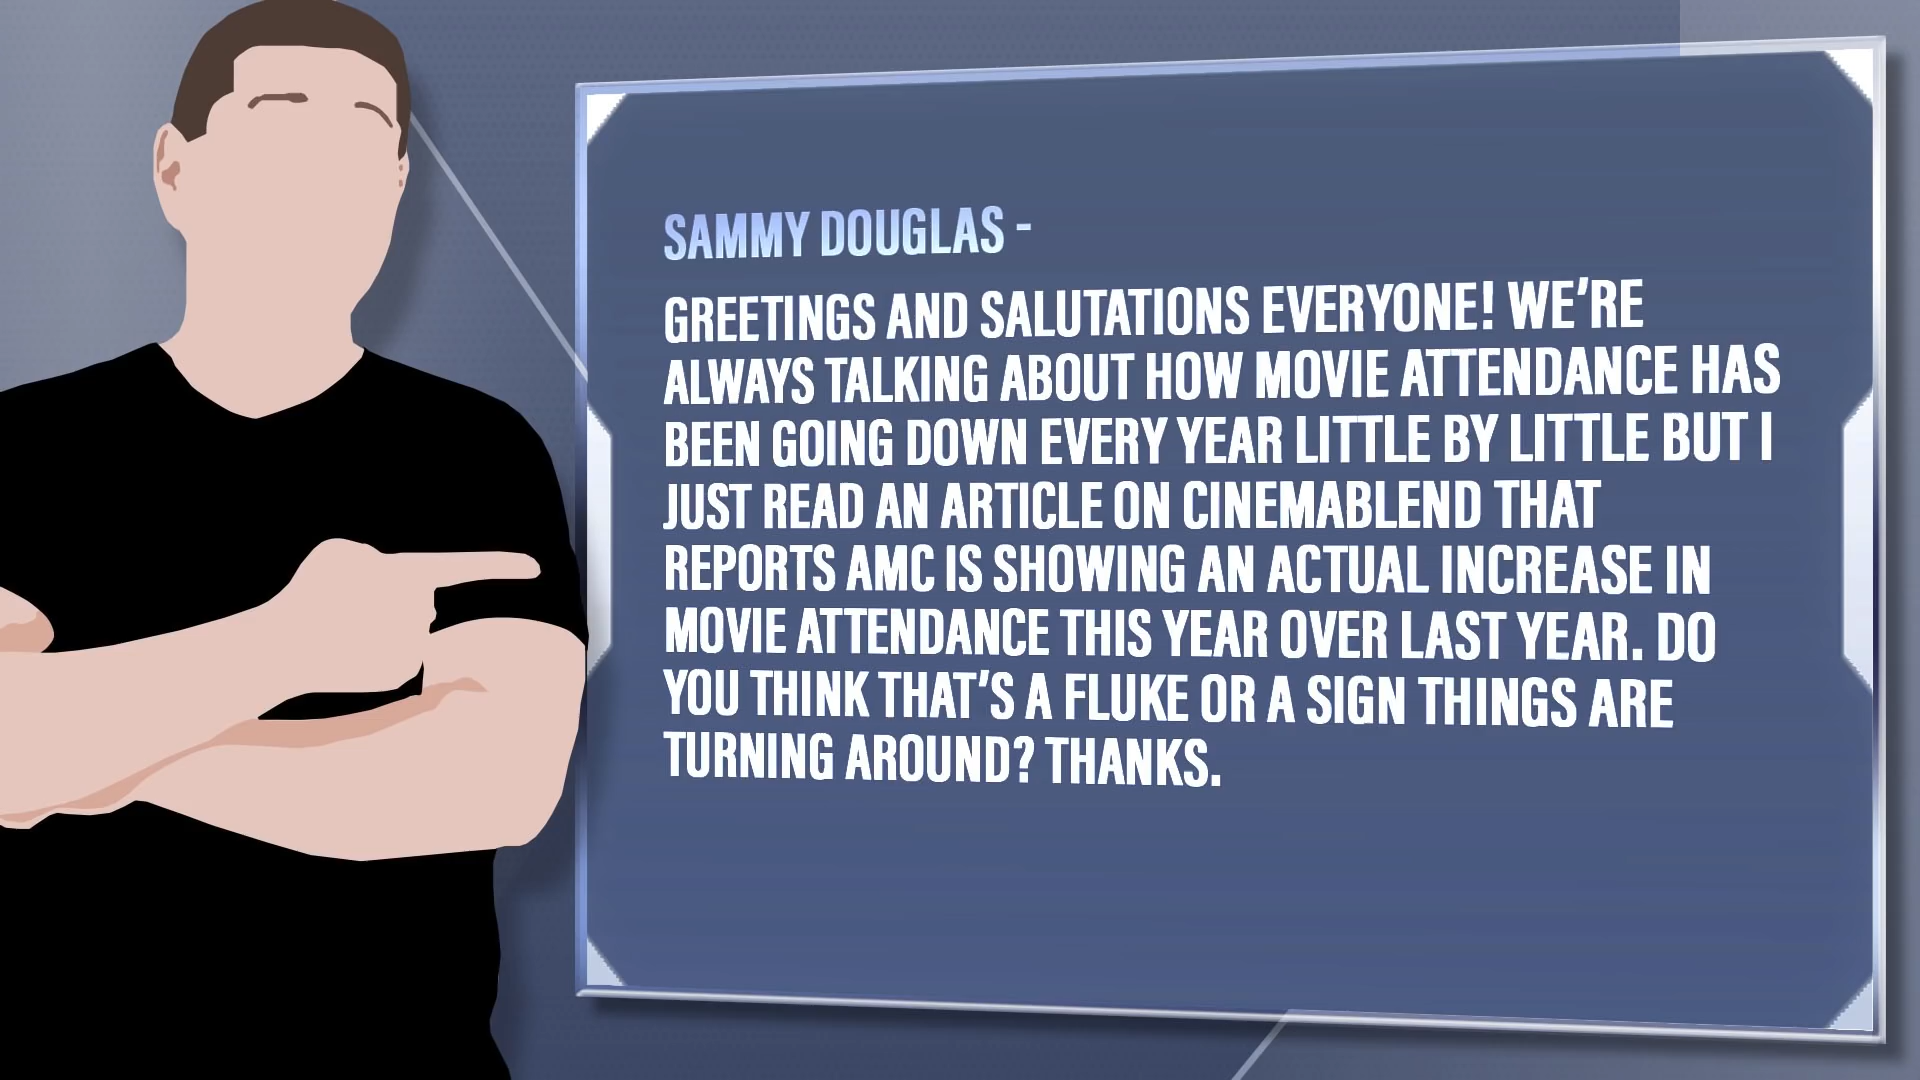 SAMMY DOUGLAS -
GREETINGS AND SALUTATIONS EVERYONE! WE'RE
ALWAYS TALKING ABOUT HOW MOVIE ATTENDANCE HAS
BEEN GOING DOWN EVERY YEAR LITTLE BY LITTLE BUT I
JUST READ AN ARTICLE ON CINEMABLEND THAT
REPORTS AMC IS SHOWING AN ACTUAL INCREASE IN
MOVIE ATTENDANCE THIS YEAR OVER LAST YEAR. DO
YOU THINK THAT'S A FLUKE OR A SIGN THINGS ARE
TURNING AROUND? THANKS.